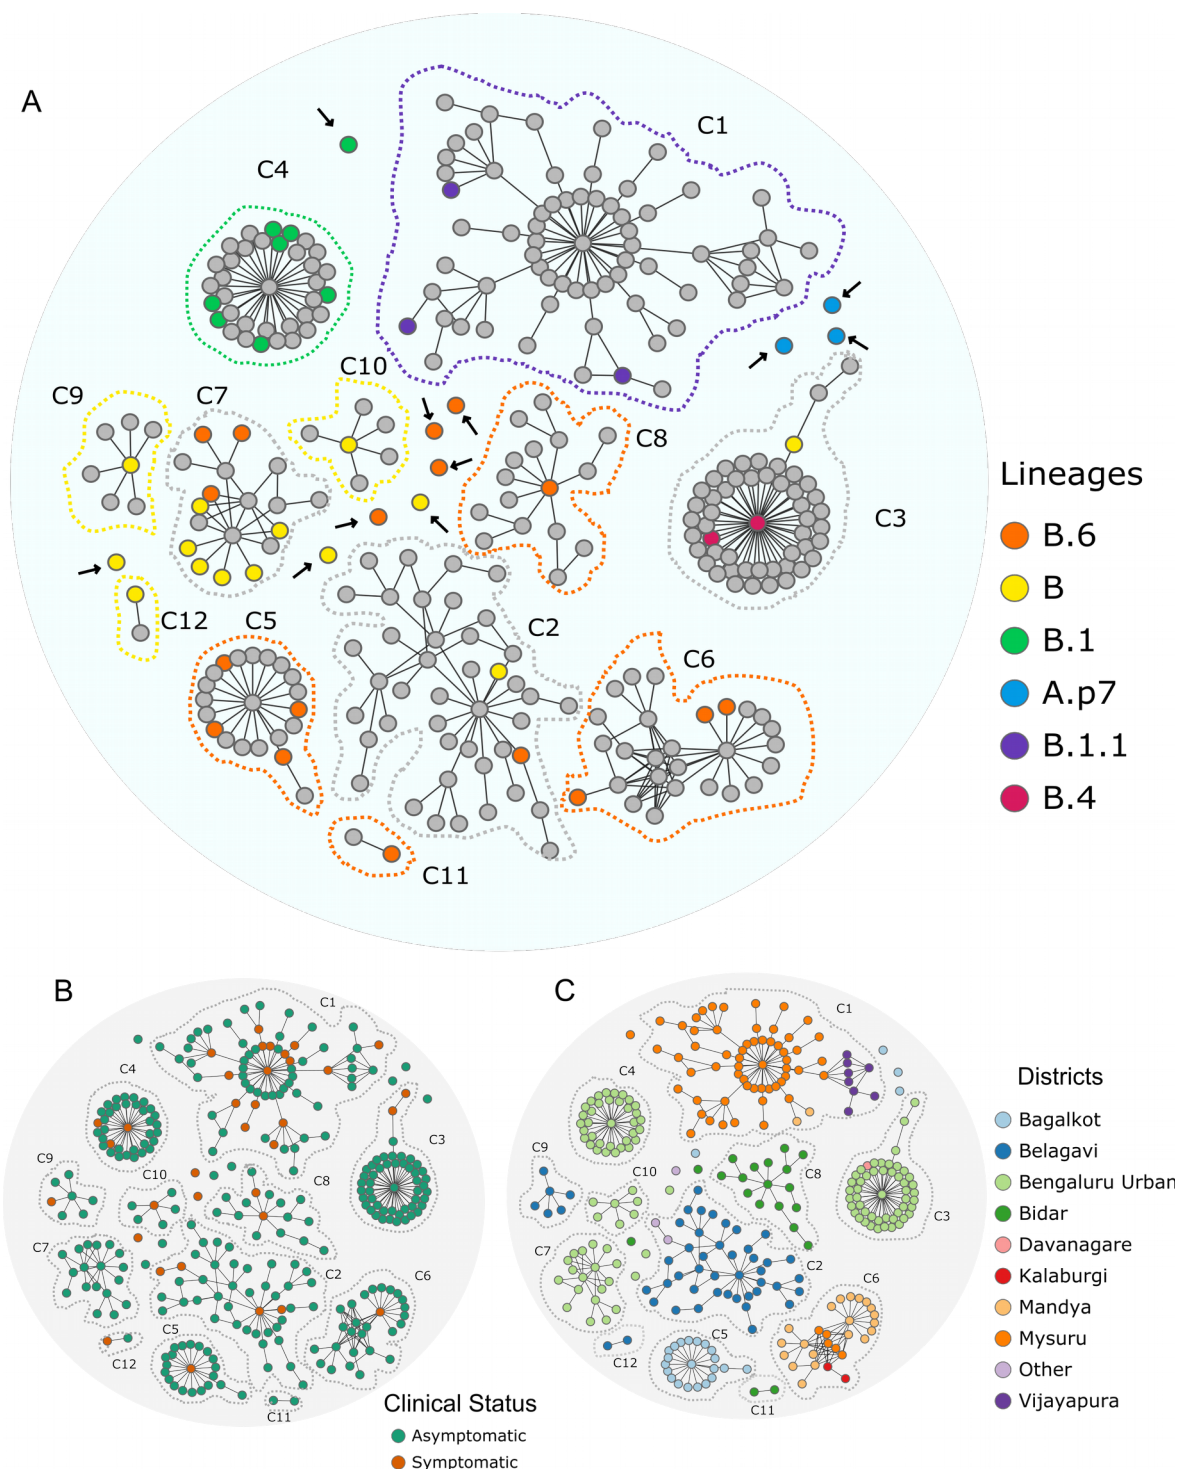 A
C1
C4
C10
C9
C7
C8
C3
C12
C5
C2
C6
C11
Lineages
B.6
B
B.1
A.p7
B.1.1
B.4
B
C1
C4
C3
C9
C10
C8
C7
C2
C6
C5
C12
C11
Clinical Status
Asymptomatic
Symptomatic
C
C1
C4
C9
C10
C8
C3
C7
C2
C6
C5
C12
C11
Districts
Bagalkot
Belagavi
Bengaluru Urban
Bidar
Davanagare
Kalaburgi
Mandya
Mysuru
Other
Vijayapura